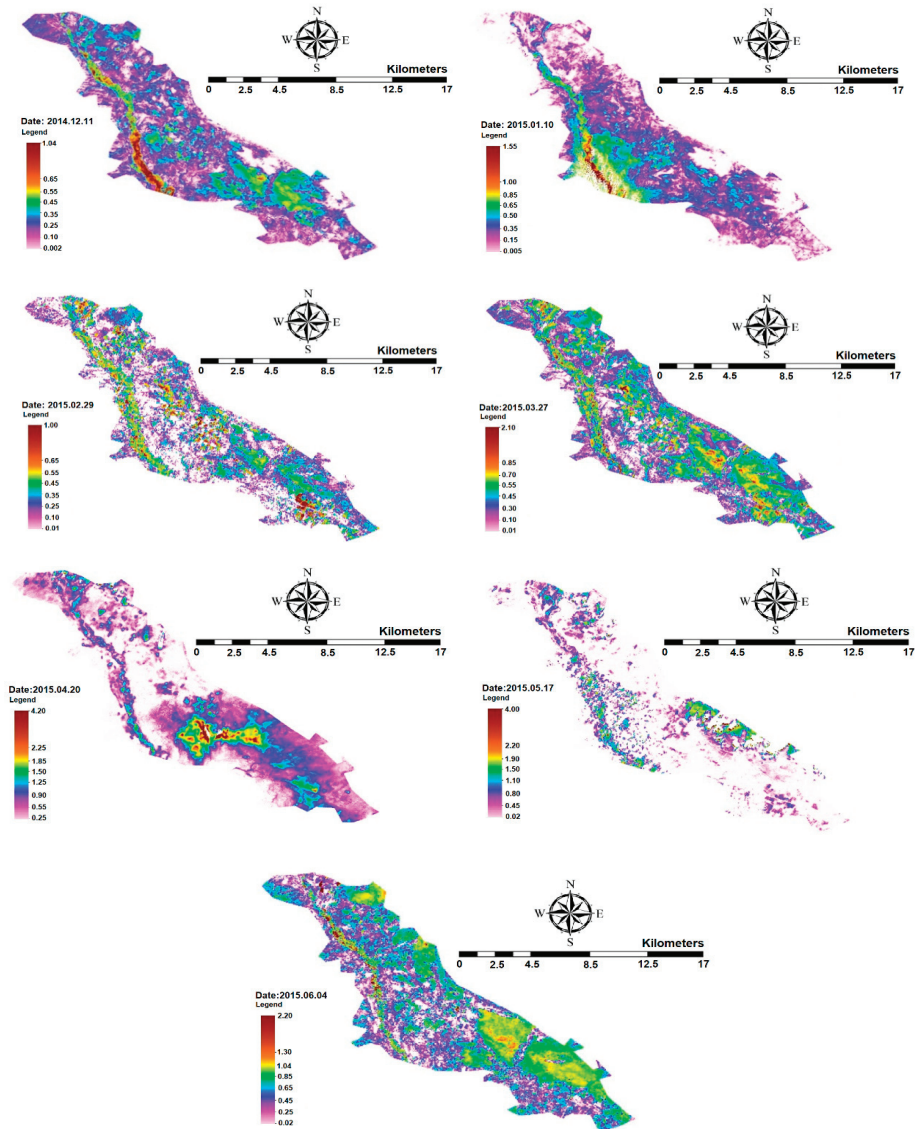 N
W E
S
Kilometers
0 2.5 4.5 8.5 12.5 17
Date: 2014.12.11
Legend
1.04
0.65
0.55
0.45
0.35
0.25
0.10
0.002
N
W E
S
Kilometers
0 2.5 4.5 8.5 12.5 17
Date: 2015.01.10
Legend
1.55
1.00
0.85
0.65
0.50
0.30
0.15
0.005
N
W E
S
Kilometers
0 2.5 4.5 8.5 12.5 17
Date: 2015.02.29
Legend
1.00
0.65
0.55
0.45
0.35
0.25
0.10
0.01
N
W E
S
Kilometers
0 2.5 4.5 8.5 12.5 17
Date: 2015.03.27
Legend
2.10
0.85
0.70
0.60
0.45
0.30
0.10
0.01
N
W E
S
Kilometers
0 2.5 4.5 8.5 12.5 17
Date:2015.04.20
Legend
4.20
2.25
1.85
1.50
1.25
0.90
0.55
0.25
N
W E
S
Kilometers
0 2.5 4.5 8.5 12.5 17
Date:2015.05.17
Legend
4.00
2.20
1.90
1.50
1.10
0.80
0.45
0.02
N
W E
S
Kilometers
0 2.5 4.5 8.5 12.5 17
Date:2015.06.04
Legend
2.20
1.30
1.04
0.85
0.65
0.45
0.25
0.02